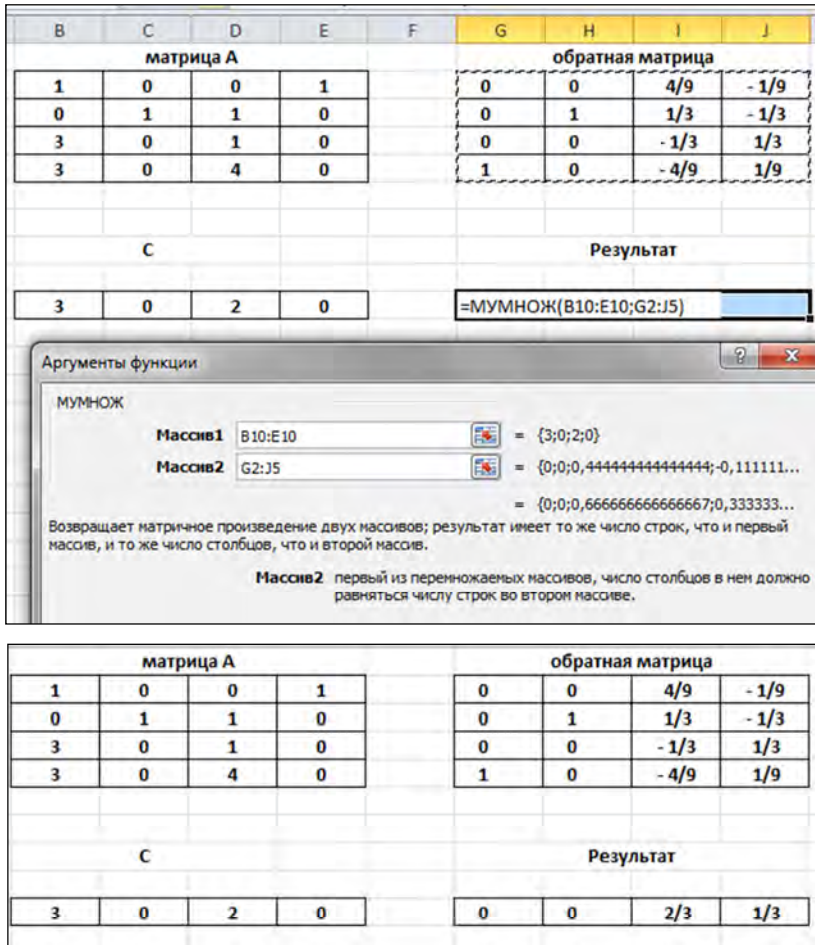 B C D E F G H I J
матрица А обратная матрица
1 0 0 1 0 0 4/9 - 1/9
0 1 1 0 0 1 1/3 - 1/3
3 0 1 0 0 0 - 1/3 1/3
3 0 4 0 1 0 - 4/9 1/9
С Результат
3 0 2 0 =МУМНОЖ(B10:E10;G2:J5)
Аргументы функции
МУМНОЖ
Массив1 B10:E10 = {3;0;2;0}
Массив2 G2:J5 = {0;0;0,444444444444444;-0,111111...
= {0;0;0,666666666666667;0,333333...
Возвращает матричное произведение двух массивов; результат имеет то же число строк, что и первый
массив, и то же число столбцов, что и второй массив.
Массив2 первый из перемножаемых массивов, число столбцов в нем должно
равняться числу строк во втором массиве.
матрица А обратная матрица
1 0 0 1 0 0 4/9 - 1/9
0 1 1 0 0 1 1/3 - 1/3
3 0 1 0 0 0 - 1/3 1/3
3 0 4 0 1 0 - 4/9 1/9
С Результат
3 0 2 0 0 0 2/3 1/3